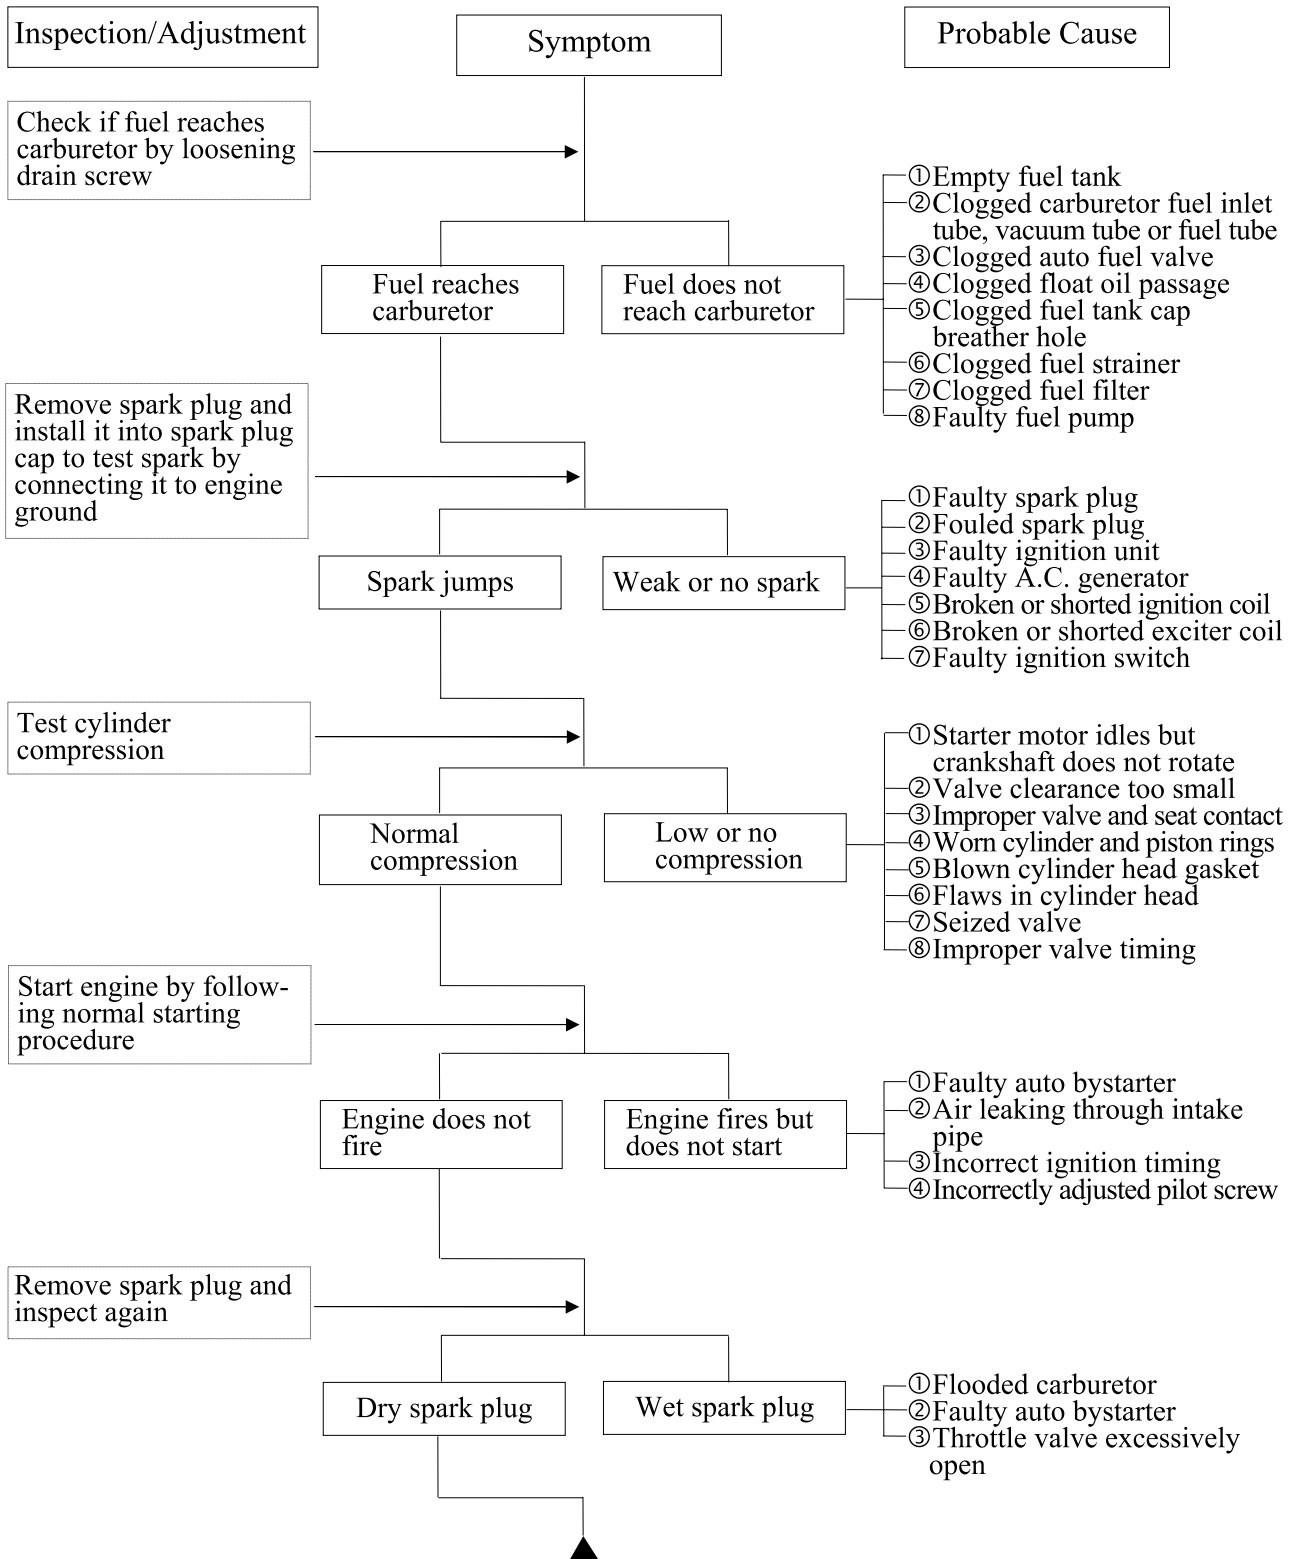 Inspection/Adjustment
Symptom
Probable Cause
Check if fuel reaches
carburetor by loosening
drain screw
Fuel reaches
carburetor
Fuel does not
reach carburetor
①Empty fuel tank
②Clogged carburetor fuel inlet
tube, vacuum tube or fuel tube
③Clogged auto fuel valve
④Clogged float oil passage
⑤Clogged fuel tank cap
breather hole
⑥Clogged fuel strainer
⑦Clogged fuel filter
⑧Faulty fuel pump
Remove spark plug and
install it into spark plug
cap to test spark by
connecting it to engine
ground
Spark jumps
Weak or no spark
①Faulty spark plug
②Fouled spark plug
③Faulty ignition unit
④Faulty A.C. generator
⑤Broken or shorted ignition coil
⑥Broken or shorted exciter coil
⑦Faulty ignition switch
Test cylinder
compression
Normal
compression
Low or no
compression
①Starter motor idles but
crankshaft does not rotate
②Valve clearance too small
③Improper valve and seat contact
④Worn cylinder and piston rings
⑤Blown cylinder head gasket
⑥Flaws in cylinder head
⑦Seized valve
⑧Improper valve timing
Start engine by follow-
ing normal starting
procedure
Engine does not
fire
Engine fires but
does not start
①Faulty auto bystarter
②Air leaking through intake
pipe
③Incorrect ignition timing
④Incorrectly adjusted pilot screw
Remove spark plug and
inspect again
Dry spark plug
Wet spark plug
①Flooded carburetor
②Faulty auto bystarter
③Throttle valve excessively
open